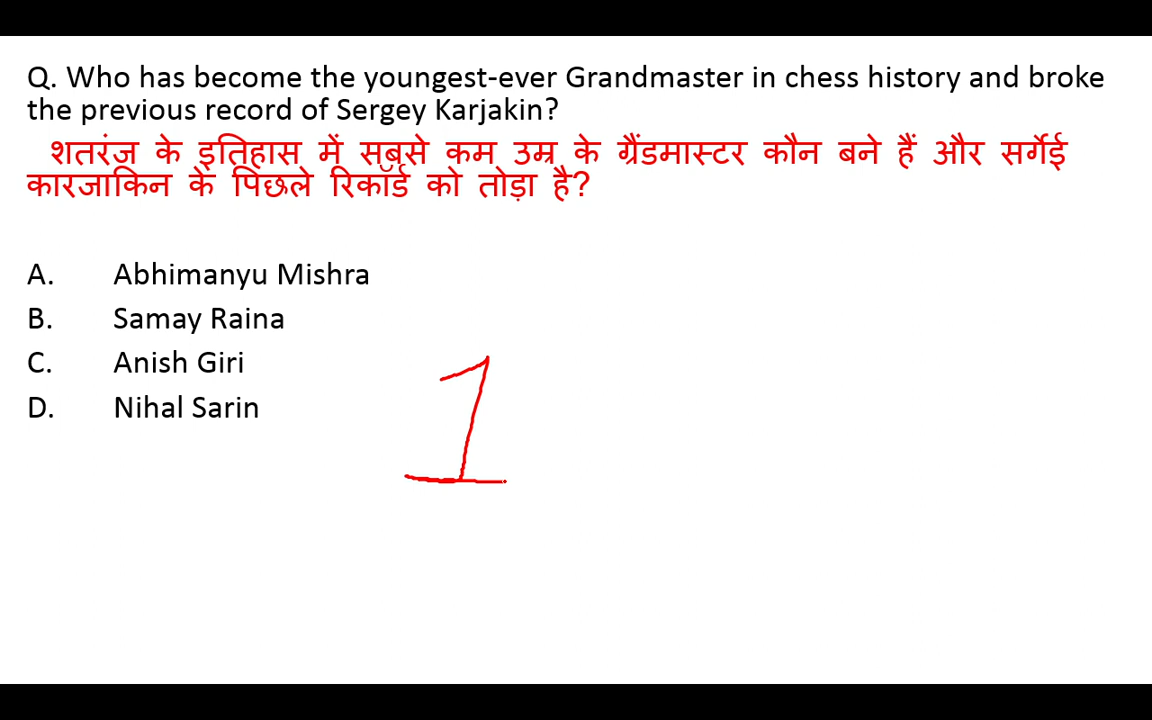 Q. Who has become the youngest-ever Grandmaster in chess history and broke
the previous record of Sergey Karjakin?
शतरंज के इतिहास में सबसे कम उम्र के ग्रैंडमास्टर कौन बने हैं और सर्गेई
कारजाकिन के पिछले रिकॉर्ड को तोड़ा है?
A. Abhimanyu Mishra
B. Samay Raina
C. Anish Giri
D. Nihal Sarin
1